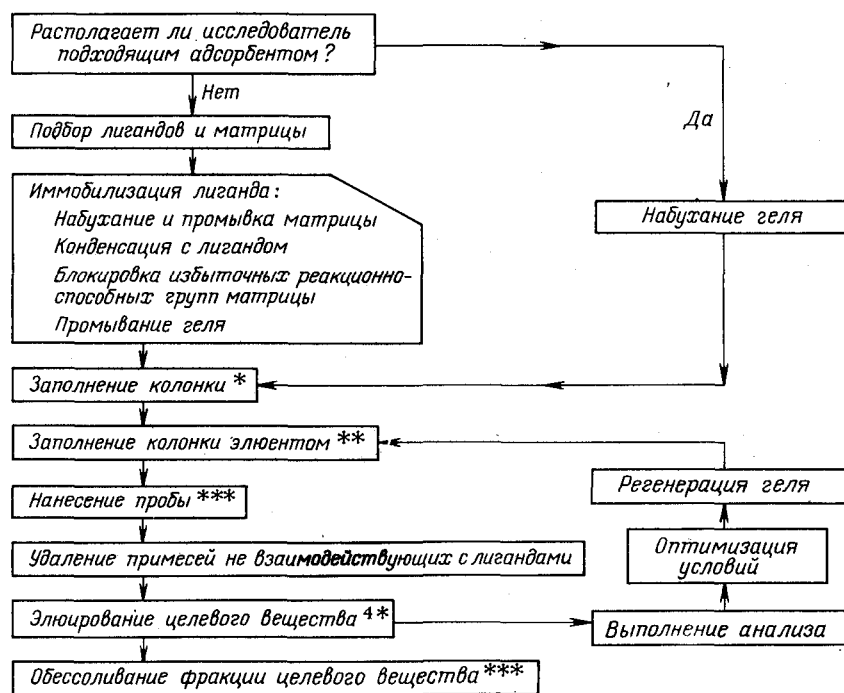 Располагает ли исследователь
подходящим адсорбентом?
Нет
Да
Подбор лигандов и матрицы
Иммобилизация лиганда:
Набухание и промывка матрицы
Конденсация с лигандом
Блокировка избыточных реакционно-
способных групп матрицы
Промывание геля
Набухание геля
Заполнение колонки *
Заполнение колонки элюентом **
Нанесение пробы ***
Удаление примесей не взаимодействующих с лигандами
Элюирование целевого вещества 4*
Обессоливание фракции целевого вещества ***
Регенерация геля
Оптимизация
условий
Выполнение анализа